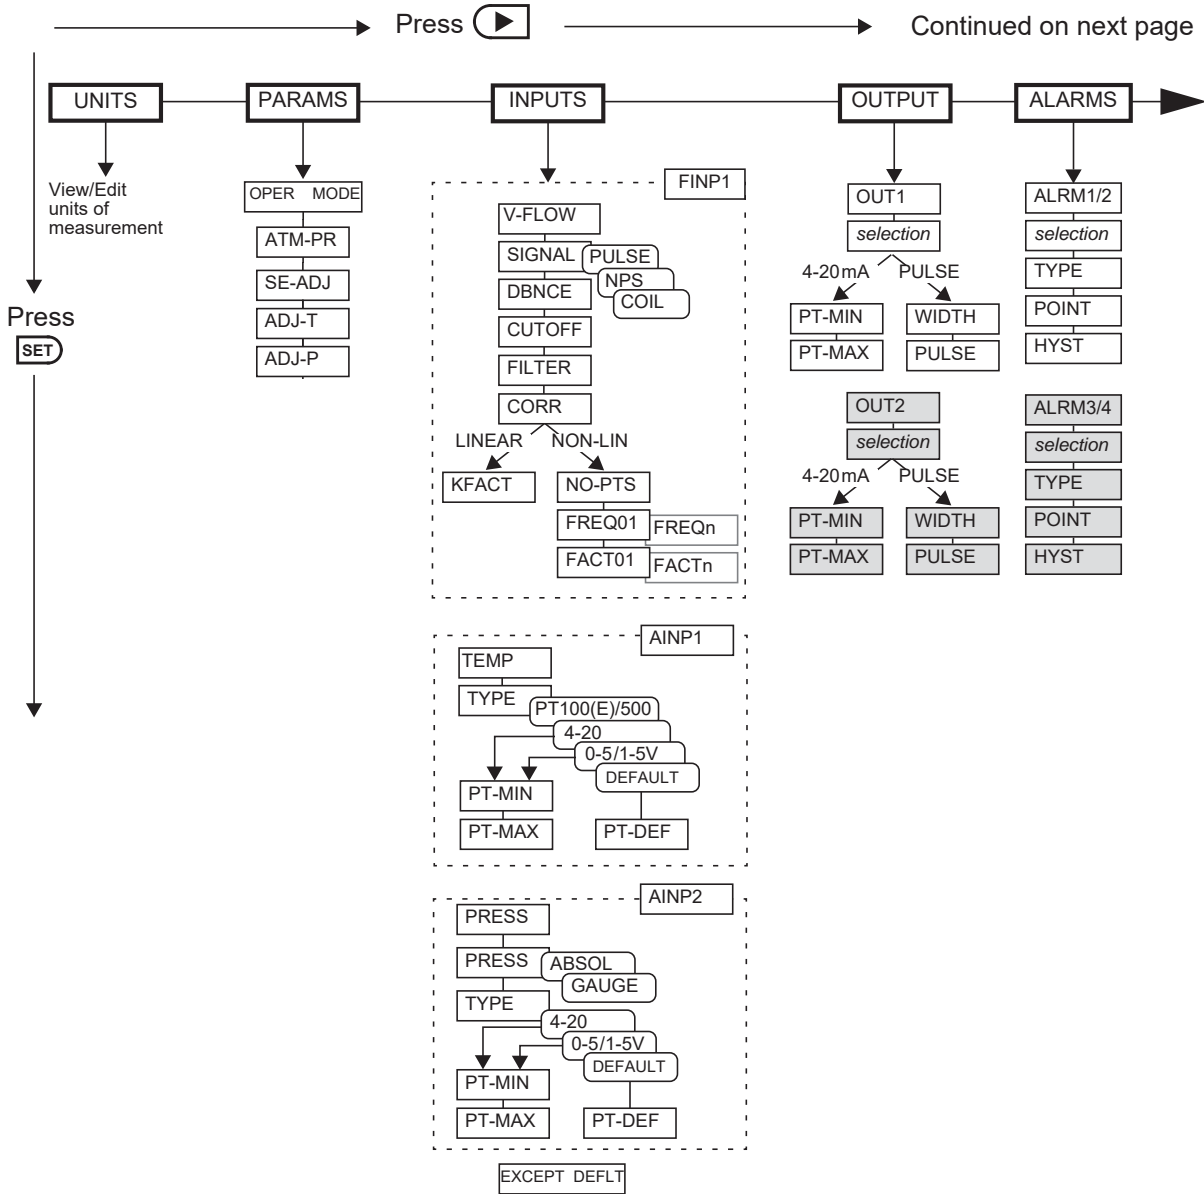 Press
Continued on next page
UNITS
PARAMS
INPUTS
OUTPUT
ALARMS
View/Edit
units of
measurement
Press
SET
OPER MODE
ATM-PR
SE-ADJ
ADJ-T
ADJ-P
FINP1
V-FLOW
SIGNAL
PULSE
NPS
COIL
DBNCE
CUTOFF
FILTER
CORR
LINEAR
NON-LIN
KFACT
NO-PTS
FREQ01
FREQn
FACT01
FACTn
AINP1
TEMP
TYPE
PT100(E)/500
4-20
0-5/1-5V
DEFAULT
PT-MIN
PT-MAX
PT-DEF
AINP2
PRESS
PRESS
ABSOL
GAUGE
TYPE
4-20
0-5/1-5V
DEFAULT
PT-MIN
PT-MAX
PT-DEF
EXCEPT DEFLT
OUT1
selection
4-20mA
PULSE
PT-MIN
WIDTH
PT-MAX
PULSE
OUT2
selection
4-20mA
PULSE
PT-MIN
WIDTH
PT-MAX
PULSE
ALRM1/2
selection
TYPE
POINT
HYST
ALRM3/4
selection
TYPE
POINT
HYST